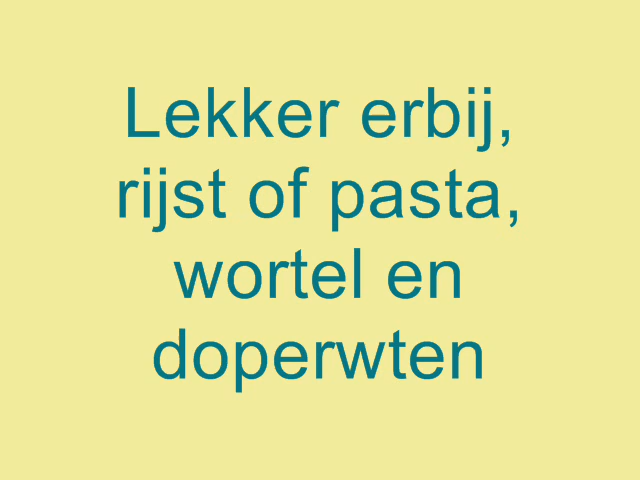 Lekker erbij,
rijst of pasta,
wortel en
doperwten